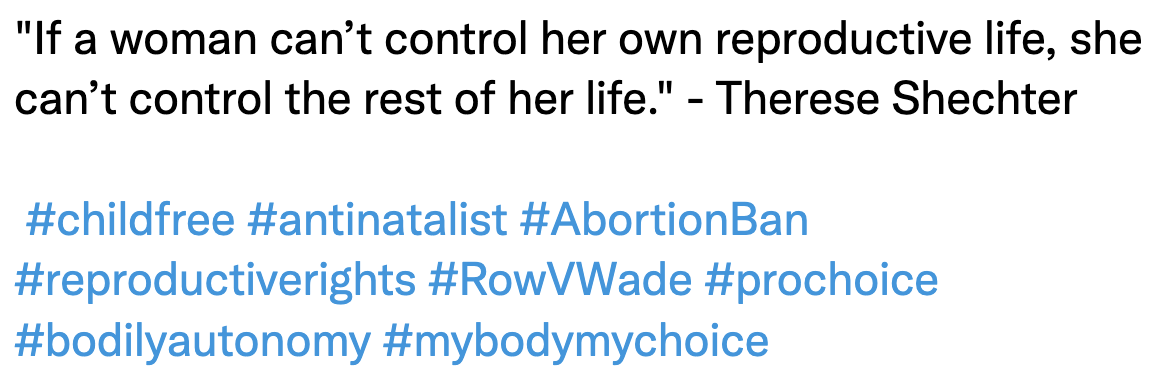 "If a woman can’t control her own reproductive life, she
can’t control the rest of her life." - Therese Shechter
#childfree #antinatalist #AbortionBan
#reproductiverights #RowVWade #prochoice
#bodilyautonomy #mybodymychoice